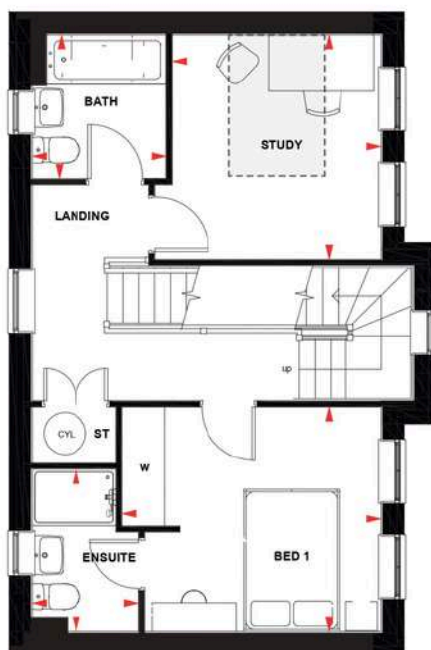 BATH
STUDY
LANDING
up
CYL
ST
W
ENSUITE
BED 1